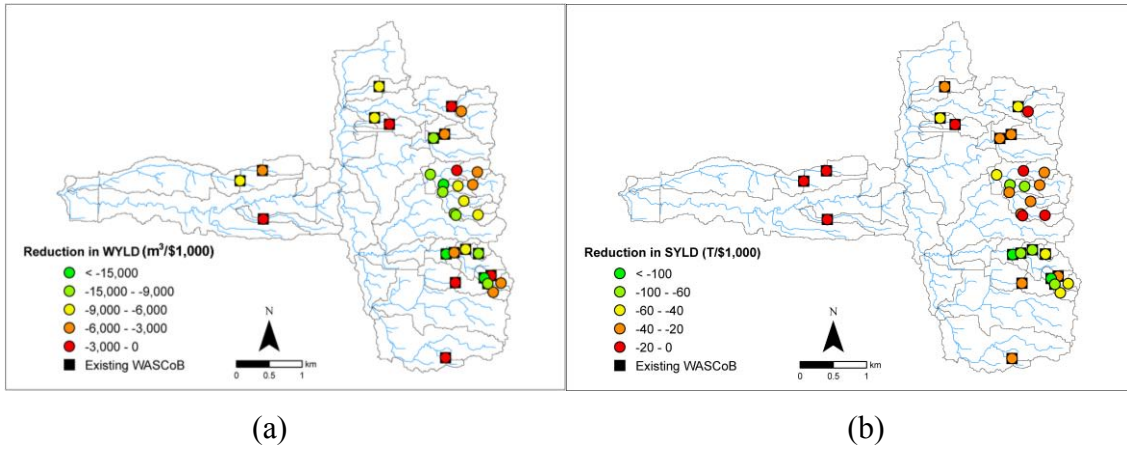 Reduction in WYLD (m³/$1,000)
< -15,000
-15,000 - -9,000
-9,000 - -6,000
-6,000 - -3,000
-3,000 - 0
Existing WASCoB
N
0 0.5 1 km
(a)
Reduction in SYLD (T/$1,000)
< -100
-100 - -60
-60 - -40
-40 - -20
-20 - 0
Existing WASCoB
N
0 0.5 1 km
(b)